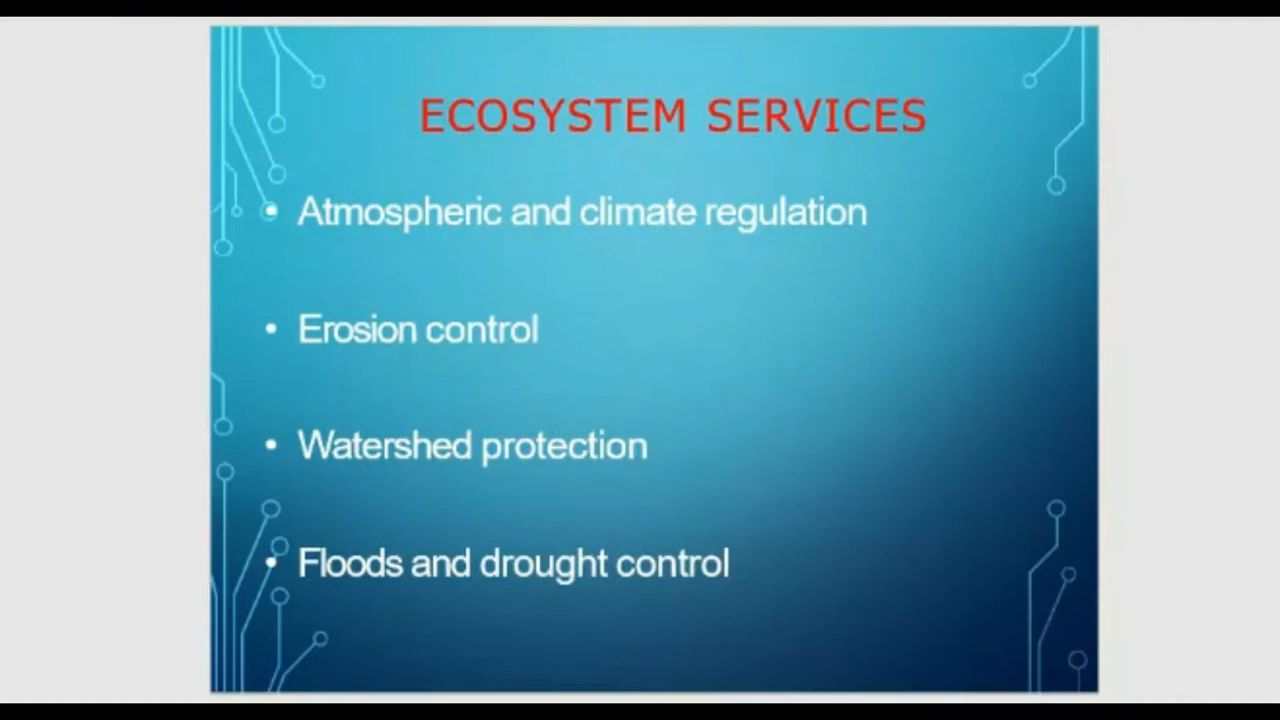 ECOSYSTEM SERVICES
• Atmospheric and climate regulation
• Erosion control
• Watershed protection
• Floods and drought control